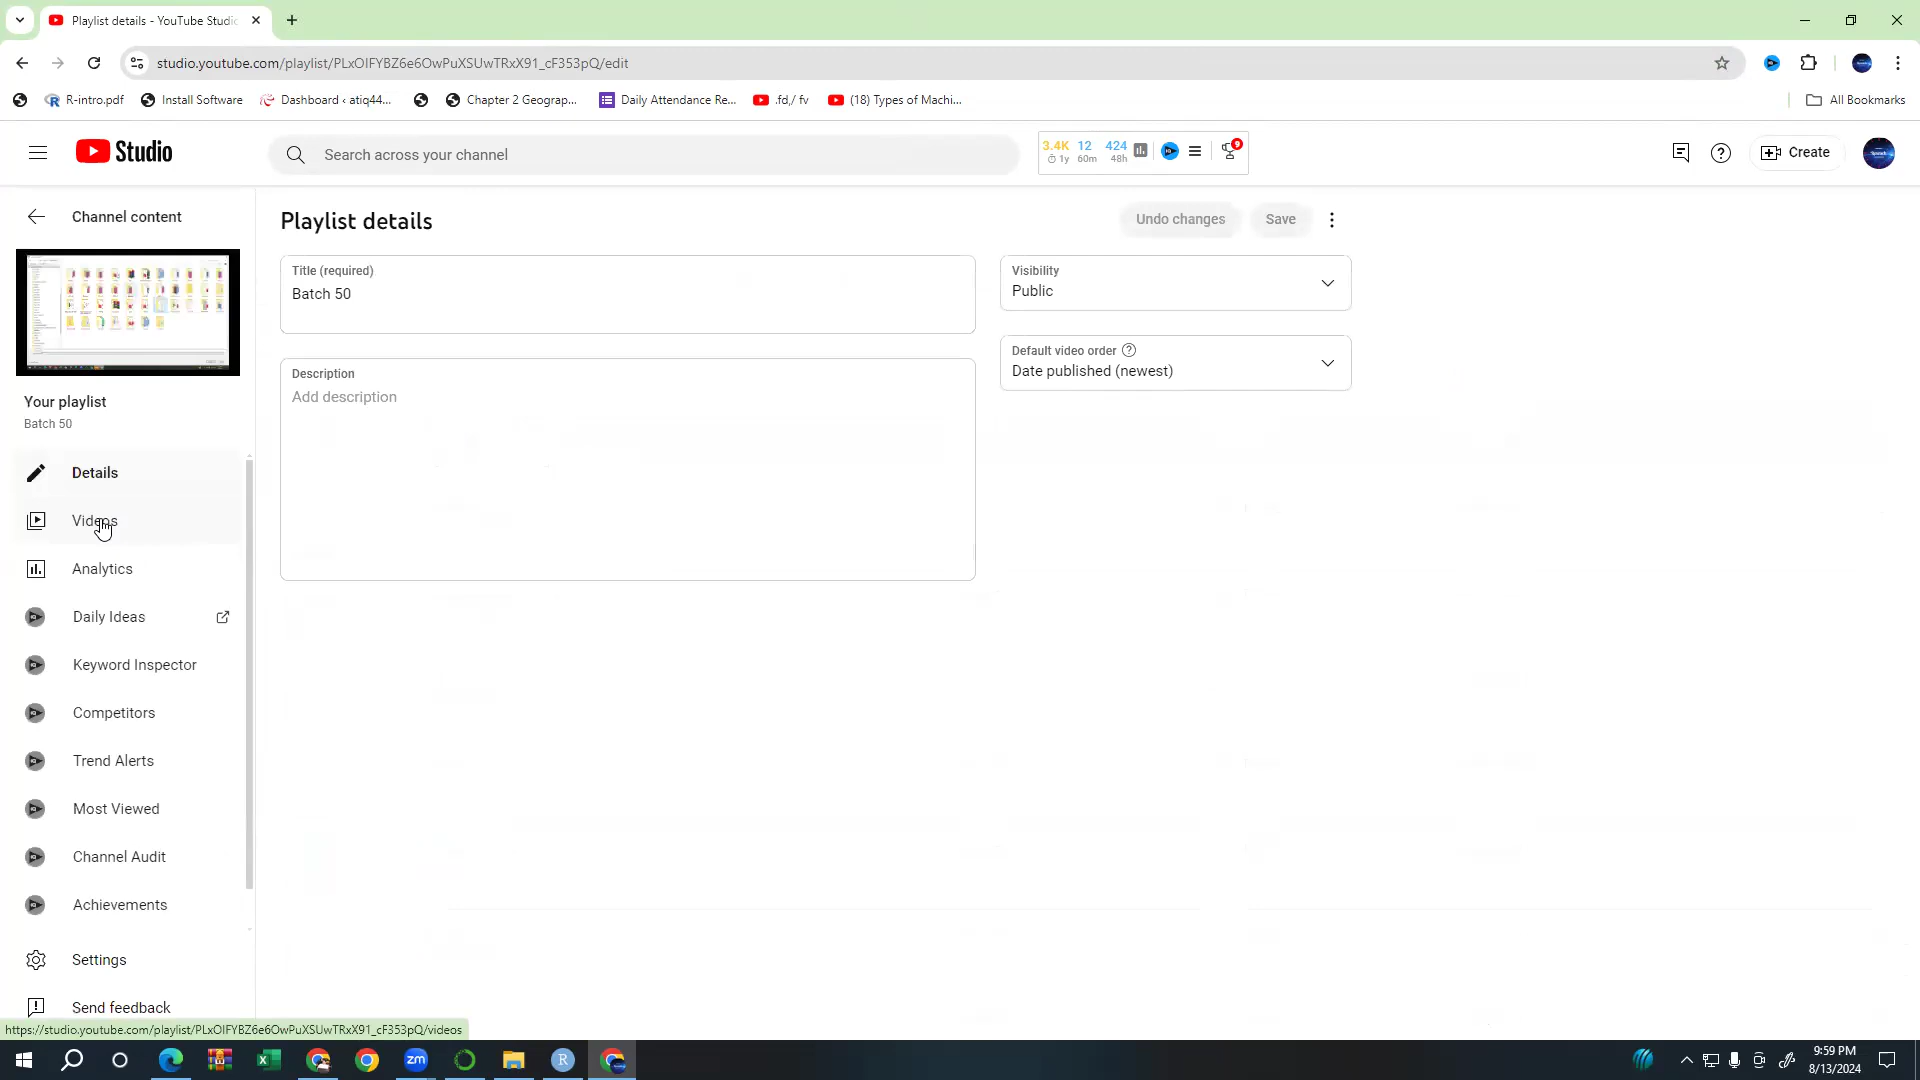 Playlist details - YouTube Studio
studio.youtube.com/playlist/PLxOIFYBZ6e6OwPuXSUwTRxX91_cF353pQ/edit
R-intro.pdf
Install Software
Dashboard ‹ atiq44...
Chapter 2 Geograp...
Daily Attendance Re...
.fd,/ fv
(18) Types of Machi...
All Bookmarks
Studio
Search across your channel
3.4K 12 424
1y 60m 48h
9
Create
Channel content
Playlist details
Undo changes
Save
Title (required)
Batch 50
Visibility
Public
Description
Add description
Default video order
Date published (newest)
Your playlist
Batch 50
Details
Videos
Analytics
Daily Ideas
Keyword Inspector
Competitors
Trend Alerts
Most Viewed
Channel Audit
Achievements
Settings
Send feedback
https://studio.youtube.com/playlist/PLxOIFYBZ6e6OwPuXSUwTRxX91_cF353pQ/videos
zm
R
9:59 PM
8/13/2024